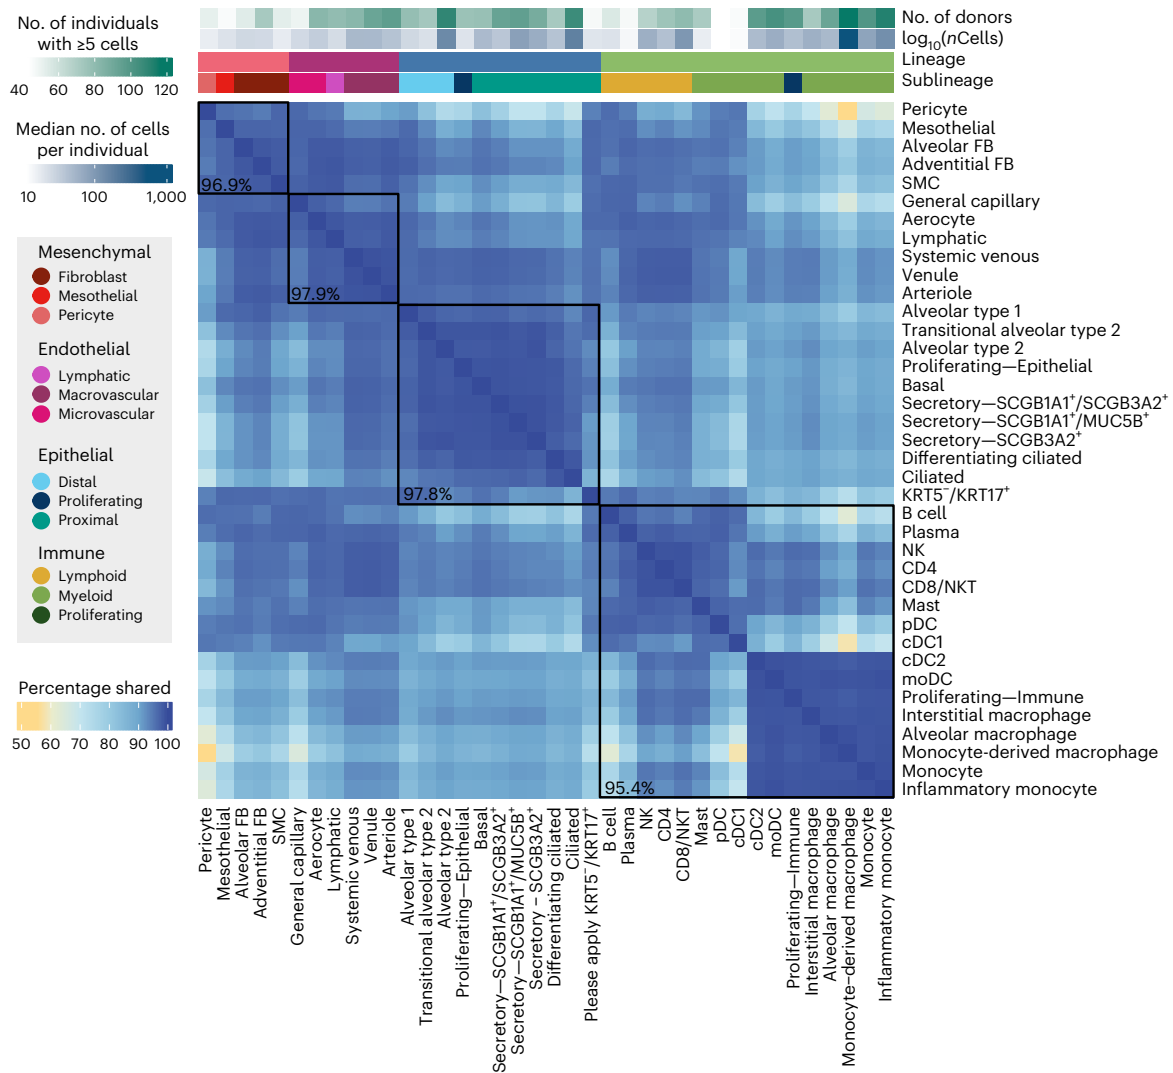 No. of individuals
with ≥5 cells
40 60 80 100 120
Median no. of cells
per individual
10 100 1,000
Mesenchymal
Fibroblast
Mesothelial
Pericyte
Endothelial
Lymphatic
Macrovascular
Microvascular
Epithelial
Distal
Proliferating
Proximal
Immune
Lymphoid
Myeloid
Proliferating
Percentage shared
50 60 70 80 90 100
No. of donors
log₁₀(nCells)
Lineage
Sublineage
96.9%
97.9%
97.8%
95.4%
Pericyte
Mesothelial
Alveolar FB
Adventitial FB
SMC
General capillary
Aerocyte
Lymphatic
Systemic venous
Venule
Arteriole
Alveolar type 1
Transitional alveolar type 2
Alveolar type 2
Proliferating—Epithelial
Basal
Secretory—SCGB1A1⁺/SCGB3A2⁺
Secretory—SCGB1A1⁺/MUC5B⁺
Secretory—SCGB3A2⁺
Differentiating ciliated
Ciliated
KRT5⁻/KRT17⁺
B cell
Plasma
NK
CD4
CD8/NKT
Mast
pDC
cDC1
cDC2
moDC
Proliferating—Immune
Interstitial macrophage
Alveolar macrophage
Monocyte-derived macrophage
Monocyte
Inflammatory monocyte
Pericyte
Mesothelial
Alveolar FB
Adventitial FB
SMC
General capillary
Aerocyte
Lymphatic
Systemic venous
Venule
Arteriole
Alveolar type 1
Transitional alveolar type 2
Alveolar type 2
Proliferating—Epithelial
Basal
Secretory—SCGB1A1⁺/SCGB3A2⁺
Secretory—SCGB1A1⁺/MUC5B⁺
Secretory – SCGB3A2⁺
Differentiating ciliated
Ciliated
Please apply KRT5⁻/KRT17⁺
B cell
Plasma
NK
CD4
CD8/NKT
Mast
pDC
cDC1
cDC2
moDC
Proliferating—Immune
Interstitial macrophage
Alveolar macrophage
Monocyte–derived macrophage
Monocyte
Inflammatory monocyte